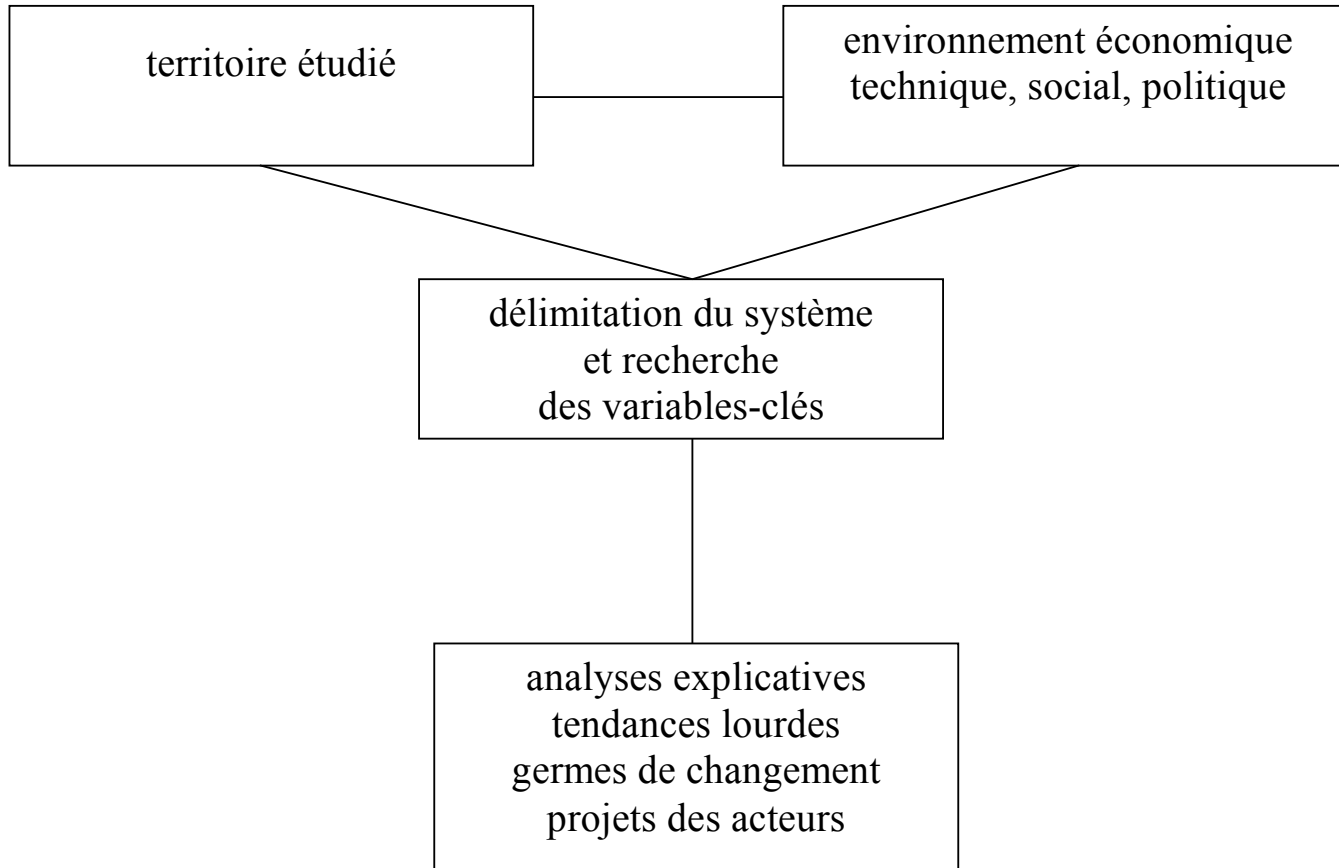 territoire étudié
environnement économique
technique, social, politique
délimitation du système
et recherche
des variables-clés
analyses explicatives
tendances lourdes
germes de changement
projets des acteurs